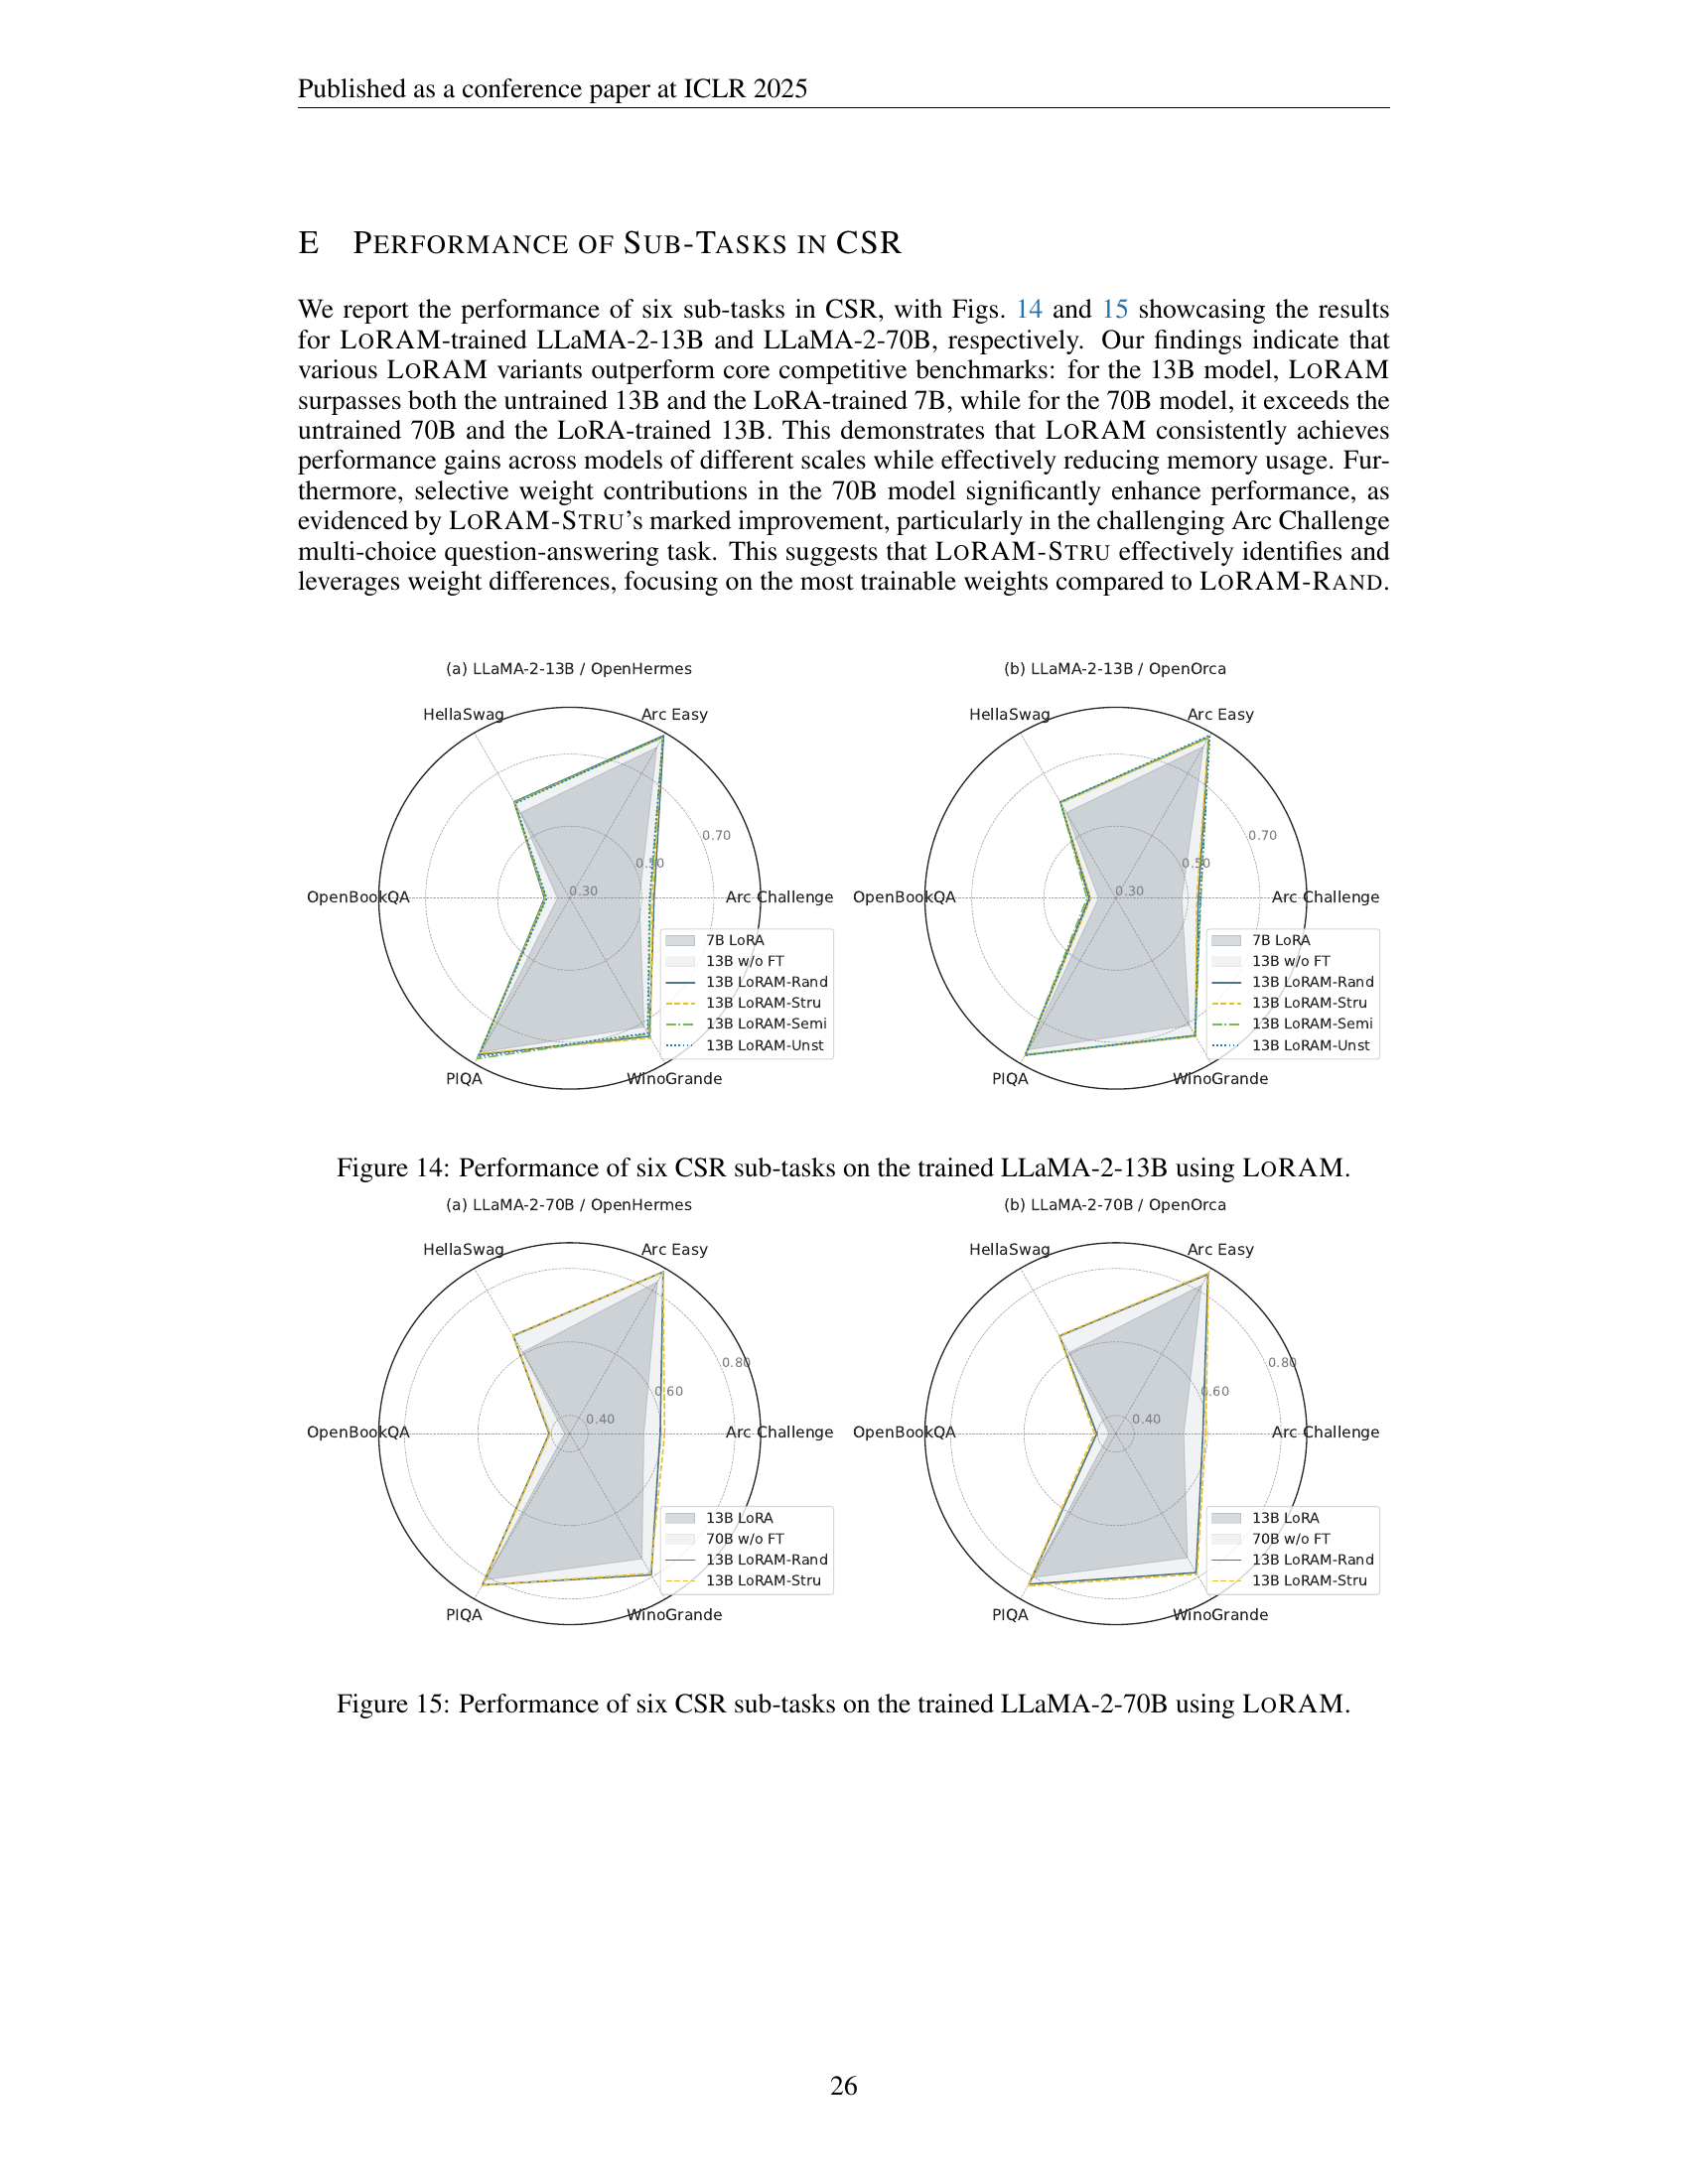 Published as a conference paper at ICLR 2025
E PERFORMANCE OF SUB-TASKS IN CSR
We report the performance of six sub-tasks in CSR, with Figs. 14 and 15 showcasing the results
for LORAM-trained LLaMA-2-13B and LLaMA-2-70B, respectively. Our findings indicate that
various LORAM variants outperform core competitive benchmarks: for the 13B model, LORAM
surpasses both the untrained 13B and the LoRA-trained 7B, while for the 70B model, it exceeds the
untrained 70B and the LoRA-trained 13B. This demonstrates that LORAM consistently achieves
performance gains across models of different scales while effectively reducing memory usage. Fur-
thermore, selective weight contributions in the 70B model significantly enhance performance, as
evidenced by LORAM-STRU's marked improvement, particularly in the challenging Arc Challenge
multi-choice question-answering task. This suggests that LORAM-STRU effectively identifies and
leverages weight differences, focusing on the most trainable weights compared to LORAM-RAND.
(a) LLaMA-2-13B / OpenHermes
HellaSwag
Arc Easy
0.70
0.50
0.30
OpenBookQA
Arc Challenge
7B LoRA
13B w/o FT
13B LoRAM-Rand
13B LoRAM-Stru
13B LoRAM-Semi
13B LoRAM-Unst
PIQA
WinoGrande
(b) LLaMA-2-13B / OpenOrca
HellaSwag
Arc Easy
0.70
0.50
0.30
OpenBookQA
Arc Challenge
7B LoRA
13B w/o FT
13B LoRAM-Rand
13B LoRAM-Stru
13B LoRAM-Semi
13B LoRAM-Unst
PIQA
WinoGrande
Figure 14: Performance of six CSR sub-tasks on the trained LLaMA-2-13B using LORAM.
(a) LLaMA-2-70B / OpenHermes
HellaSwag
Arc Easy
0.80
0.60
0.40
OpenBookQA
Arc Challenge
13B LoRA
70B w/o FT
13B LoRAM-Rand
13B LoRAM-Stru
PIQA
WinoGrande
(b) LLaMA-2-70B / OpenOrca
HellaSwag
Arc Easy
0.80
0.60
0.40
OpenBookQA
Arc Challenge
13B LoRA
70B w/o FT
13B LoRAM-Rand
13B LoRAM-Stru
PIQA
WinoGrande
Figure 15: Performance of six CSR sub-tasks on the trained LLaMA-2-70B using LORAM.
26